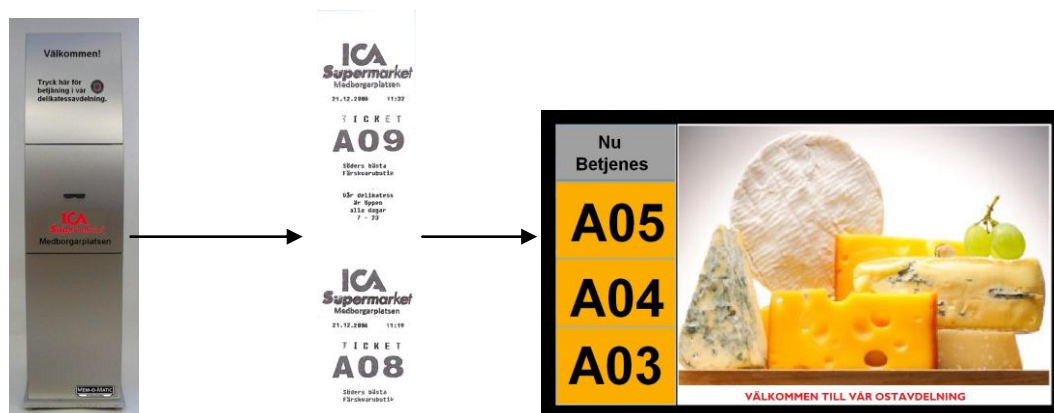 Välkommen!
Tryck här för
betjäning i vår
delikatessavdelning.
ICA
Supermarket
Medborgarplatsen
MEM-O-MATIC
ICA
Supermarket
Medborgarplatsen
21.12.2006 11:22
TICKET
A09
Söders bästa
Färskvarubutik
Vår delikatess
är öppen
alla dagar
7 - 23
ICA
Supermarket
Medborgarplatsen
21.12.2006 11:19
TICKET
A08
Söders bästa
Färskvarubutik
Nu
Betjenes
A05
A04
A03
VÄLKOMMEN TILL VÅR OSTAVDELNING